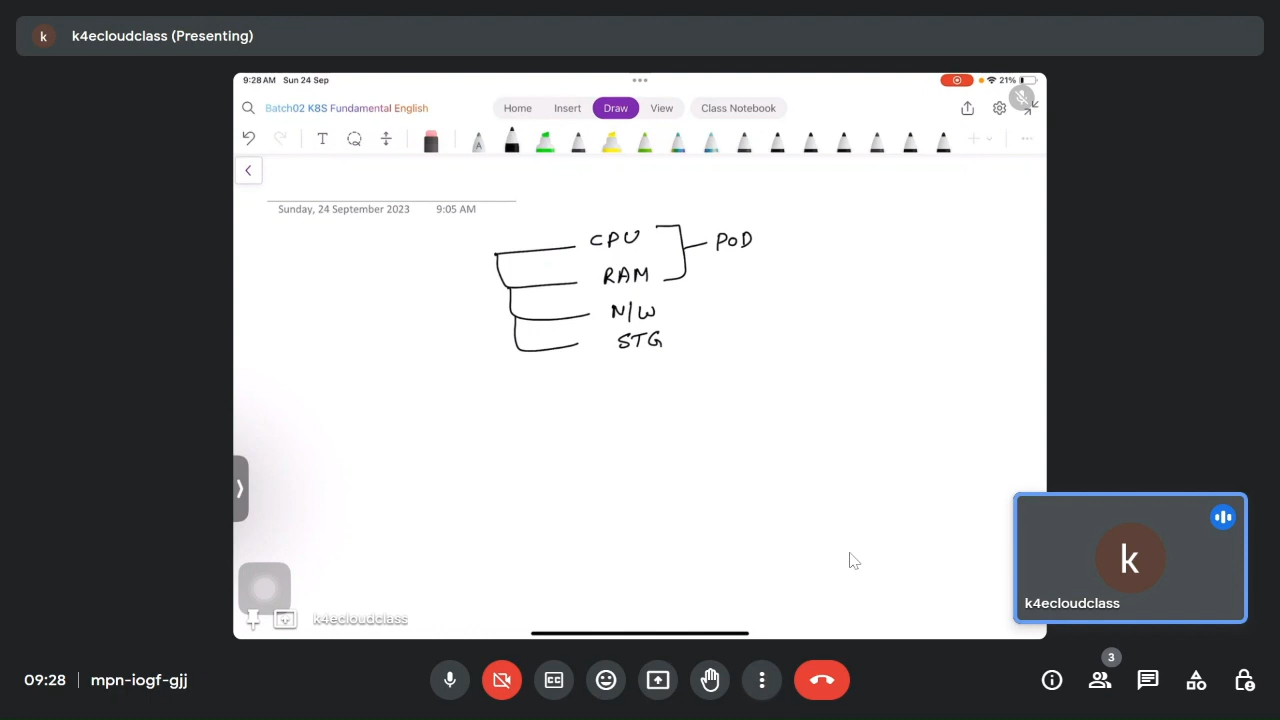 k k4ecloudclass (Presenting)
9:28 AM Sun 24 Sep 21%
Batch02 K8S Fundamental English Home Insert Draw View Class Notebook
T A
Sunday, 24 September 2023 9:05 AM
CPU POD
RAM
N/W
STG
k
k4ecloudclass
k4ecloudclass
09:28 mpn-iogf-gjj CC 3